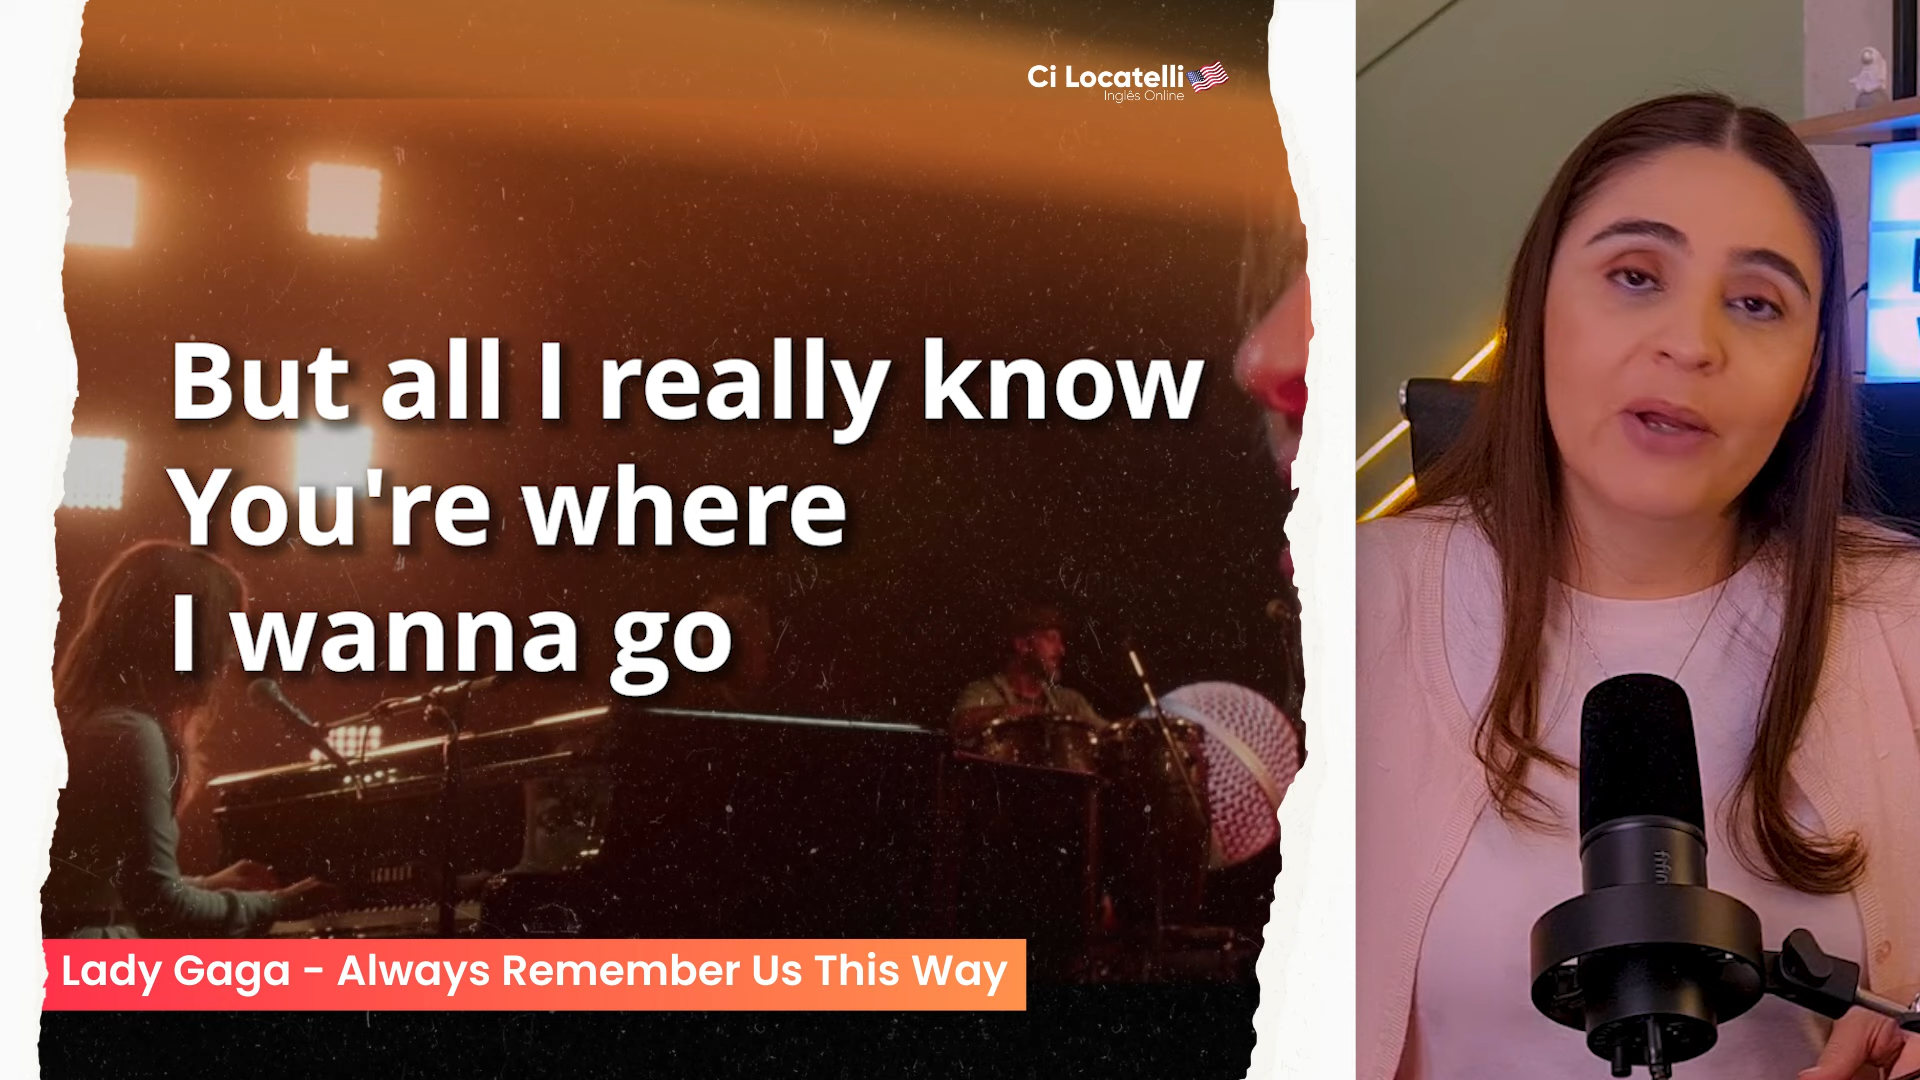 Ci Locatelli
Inglês Online
But all I really know
You're where
I wanna go
Lady Gaga - Always Remember Us This Way